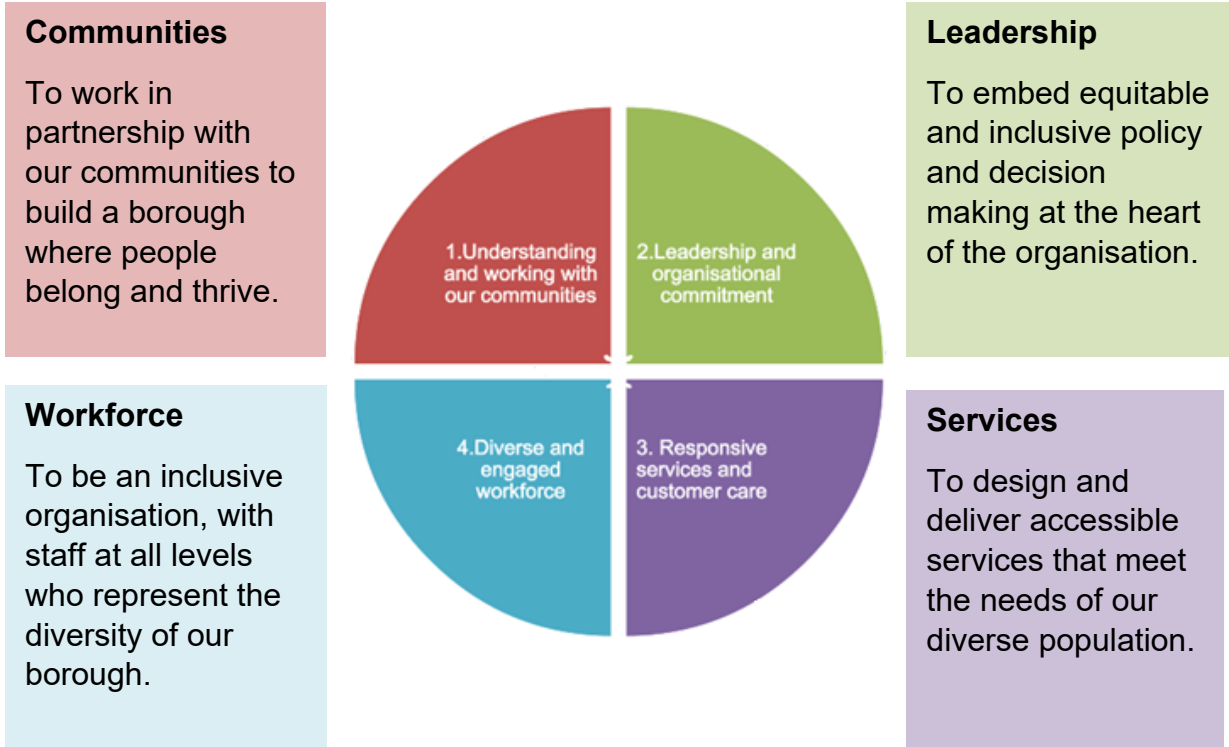 Communities
To work in
partnership with
our communities to
build a borough
where people
belong and thrive.
Leadership
To embed equitable
and inclusive policy
and decision
making at the heart
of the organisation.
1.Understanding
and working with
our communities
2.Leadership and
organisational
commitment
4.Diverse and
engaged
workforce
3. Responsive
services and
customer care
Workforce
To be an inclusive
organisation, with
staff at all levels
who represent the
diversity of our
borough.
Services
To design and
deliver accessible
services that meet
the needs of our
diverse population.